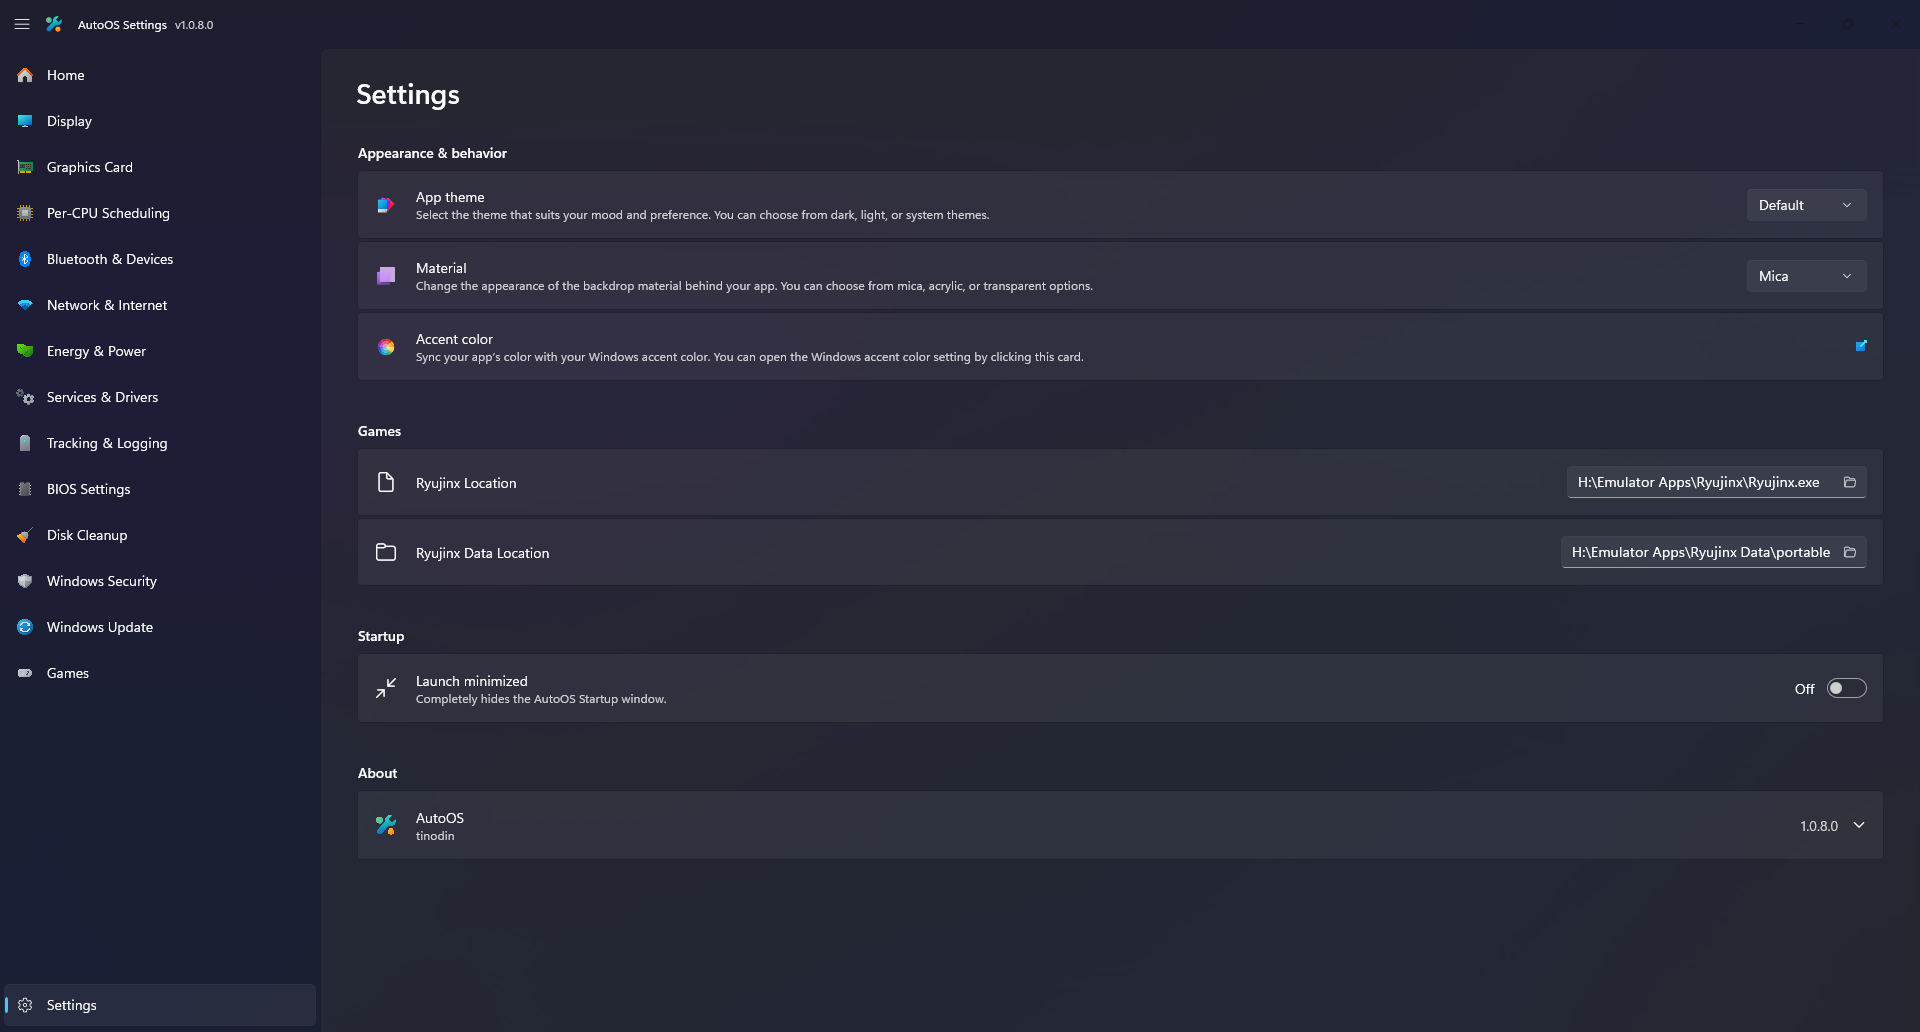 AutoOS Settings v1.0.8.0
Home
Display
Graphics Card
Per-CPU Scheduling
Bluetooth & Devices
Network & Internet
Energy & Power
Services & Drivers
Tracking & Logging
BIOS Settings
Disk Cleanup
Windows Security
Windows Update
Games
Settings
Settings
Appearance & behavior
App theme
Select the theme that suits your mood and preference. You can choose from dark, light, or system themes.
Default
Material
Change the appearance of the backdrop material behind your app. You can choose from mica, acrylic, or transparent options.
Mica
Accent color
Sync your app's color with your Windows accent color. You can open the Windows accent color setting by clicking this card.
Games
Ryujinx Location
H:\Emulator Apps\Ryujinx\Ryujinx.exe
Ryujinx Data Location
H:\Emulator Apps\Ryujinx Data\portable
Startup
Launch minimized
Completely hides the AutoOS Startup window.
Off
About
AutoOS
tinodin
1.0.8.0